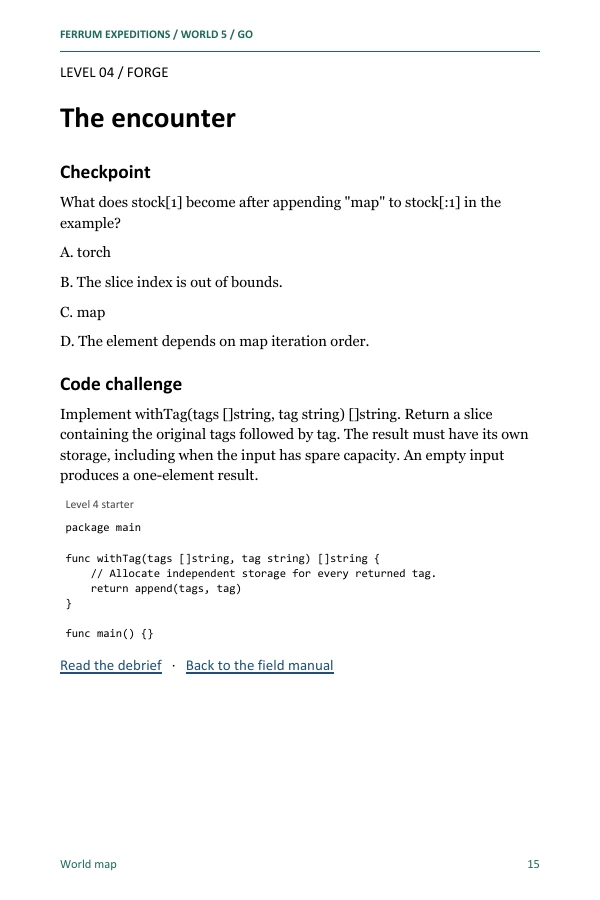 FERRUM EXPEDITIONS / WORLD 5 / GO
LEVEL 04 / FORGE
The encounter
Checkpoint
What does stock[1] become after appending "map" to stock[:1] in the
example?
A. torch
B. The slice index is out of bounds.
C. map
D. The element depends on map iteration order.
Code challenge
Implement withTag(tags []string, tag string) []string. Return a slice
containing the original tags followed by tag. The result must have its own
storage, including when the input has spare capacity. An empty input
produces a one-element result.
Level 4 starter
package main
func withTag(tags []string, tag string) []string {
    // Allocate independent storage for every returned tag.
    return append(tags, tag)
}
func main() {}
Read the debrief · Back to the field manual
World map 15